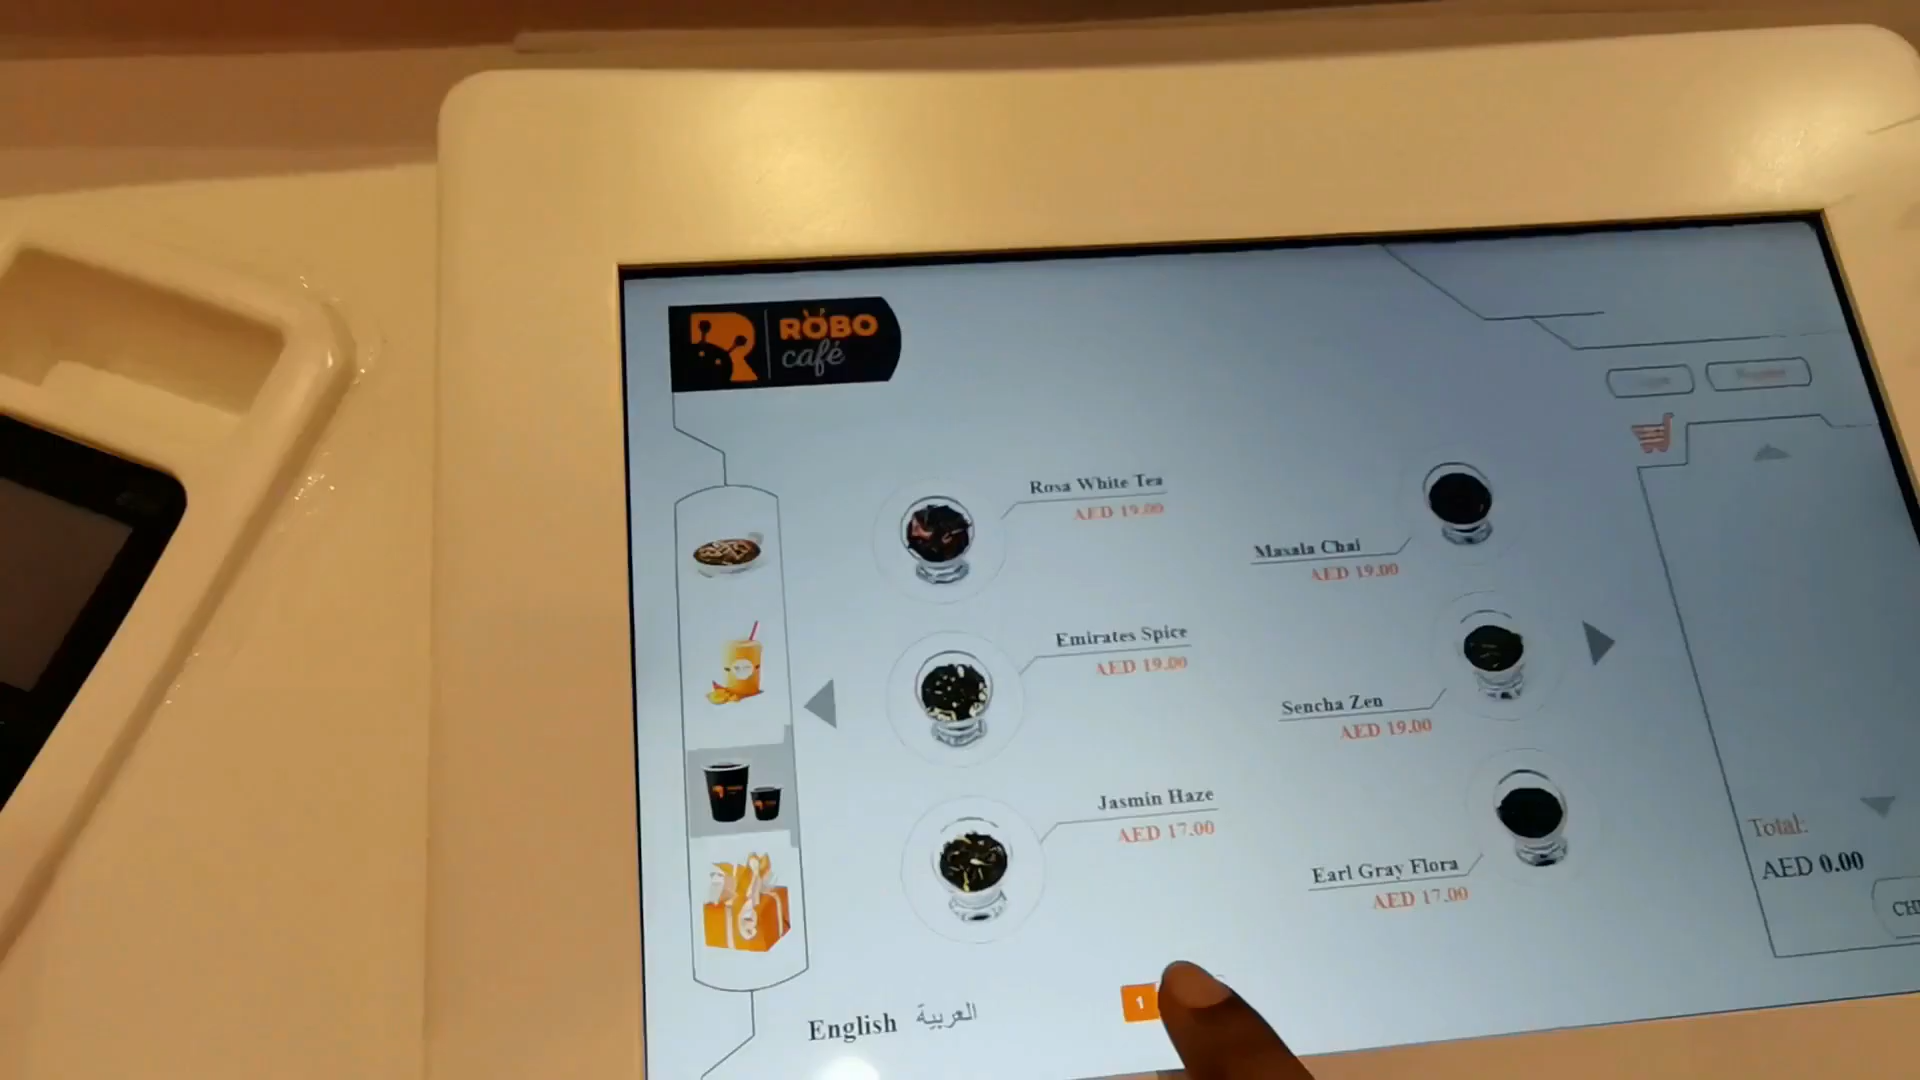 ROBO
café
Rosa White Tea
AED 19.00
Masala Chai
AED 19.00
Emirates Spice
AED 19.00
Sencha Zen
AED 19.00
Jasmin Haze
AED 17.00
Earl Gray Flora
AED 17.00
Total:
AED 0.00
English العربية
1